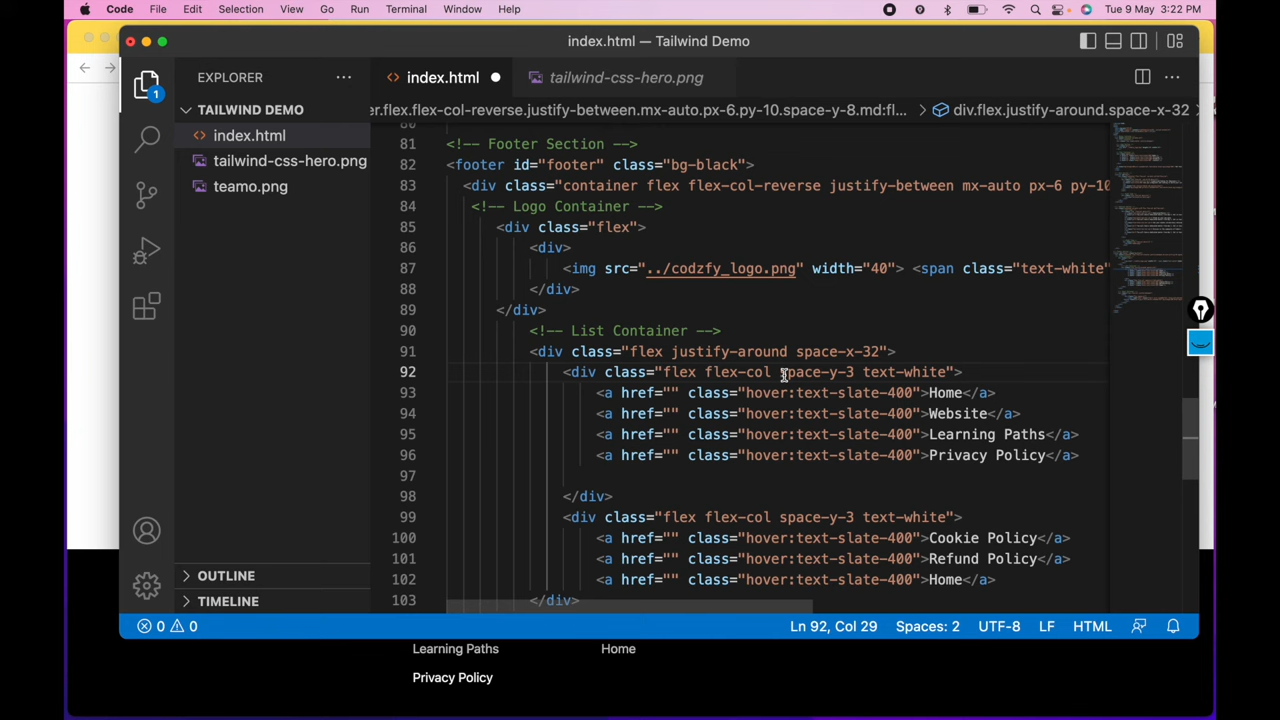 Code File Edit Selection View Go Run Terminal Window Help Tue 9 May 3:22 PM
index.html — Tailwind Demo
EXPLORER
index.html
tailwind-css-hero.png
TAILWIND DEMO
er.flex.flex-col-reverse.justify-between.mx-auto.px-6.py-10.space-y-8.md:fl...
div.flex.justify-around.space-x-32
1
index.html
tailwind-css-hero.png
teamo.png
80
81 <!-- Footer Section -->
82 <footer id="footer" class="bg-black">
83 <div class="container flex flex-col-reverse justify-between mx-auto px-6 py-10
84 <!-- Logo Container -->
85 <div class="flex">
86 <div>
87 <img src="../codzfy_logo.png" width="40"> <span class="text-white"
88 </div>
89 </div>
90 <!-- List Container -->
91 <div class="flex justify-around space-x-32">
92 <div class="flex flex-col space-y-3 text-white">
93 <a href="" class="hover:text-slate-400">Home</a>
94 <a href="" class="hover:text-slate-400">Website</a>
95 <a href="" class="hover:text-slate-400">Learning Paths</a>
96 <a href="" class="hover:text-slate-400">Privacy Policy</a>
97
98 </div>
99 <div class="flex flex-col space-y-3 text-white">
100 <a href="" class="hover:text-slate-400">Cookie Policy</a>
101 <a href="" class="hover:text-slate-400">Refund Policy</a>
102 <a href="" class="hover:text-slate-400">Home</a>
103 </div>
OUTLINE
TIMELINE
0 0 Ln 92, Col 29 Spaces: 2 UTF-8 LF HTML
Learning Paths Home
Privacy Policy